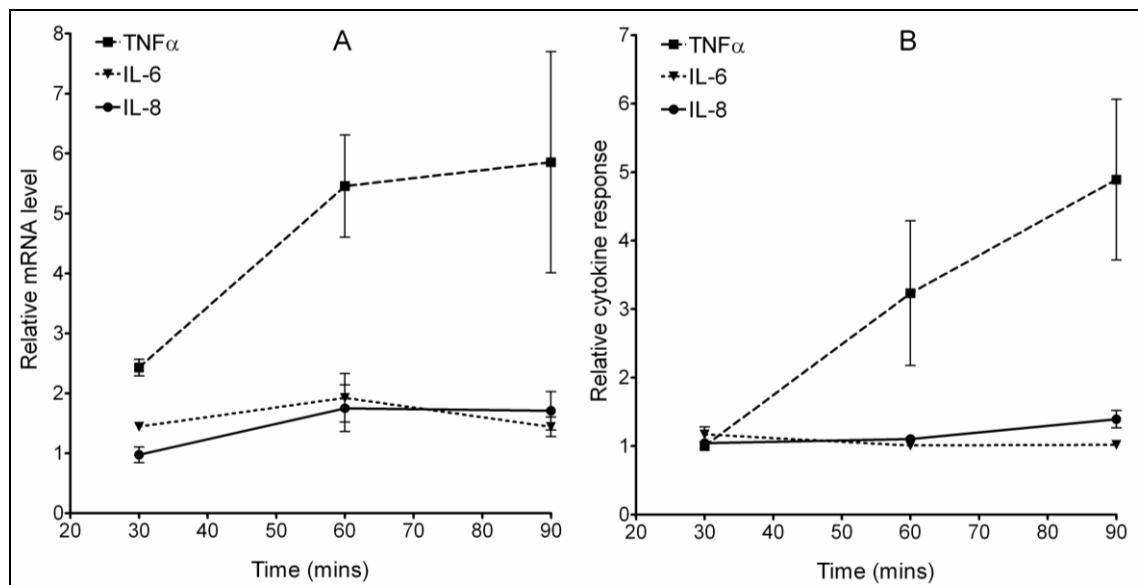 A
TNFα
IL-6
IL-8
Relative mRNA level
8
7
6
5
4
3
2
1
0
20 30 40 50 60 70 80 90
Time (mins)
B
TNFα
IL-6
IL-8
Relative cytokine response
7
6
5
4
3
2
1
0
20 30 40 50 60 70 80 90
Time (mins)